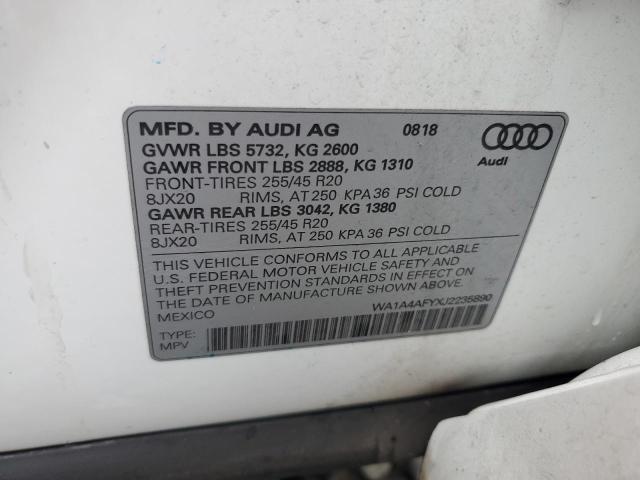 MFD. BY AUDI AG 0818
GVWR LBS 5732, KG 2600
GAWR FRONT LBS 2888, KG 1310
FRONT-TIRES 255/45 R20
8JX20 RIMS, AT 250 KPA 36 PSI COLD
GAWR REAR LBS 3042, KG 1380
REAR-TIRES 255/45 R20
8JX20 RIMS, AT 250 KPA 36 PSI COLD
THIS VEHICLE CONFORMS TO ALL APPLICABLE
U.S. FEDERAL MOTOR VEHICLE SAFETY AND
THEFT PREVENTION STANDARDS IN EFFECT ON
THE DATE OF MANUFACTURE SHOWN ABOVE.
MEXICO WA1A4AFYXJ2235890
TYPE:
MPV
Audi